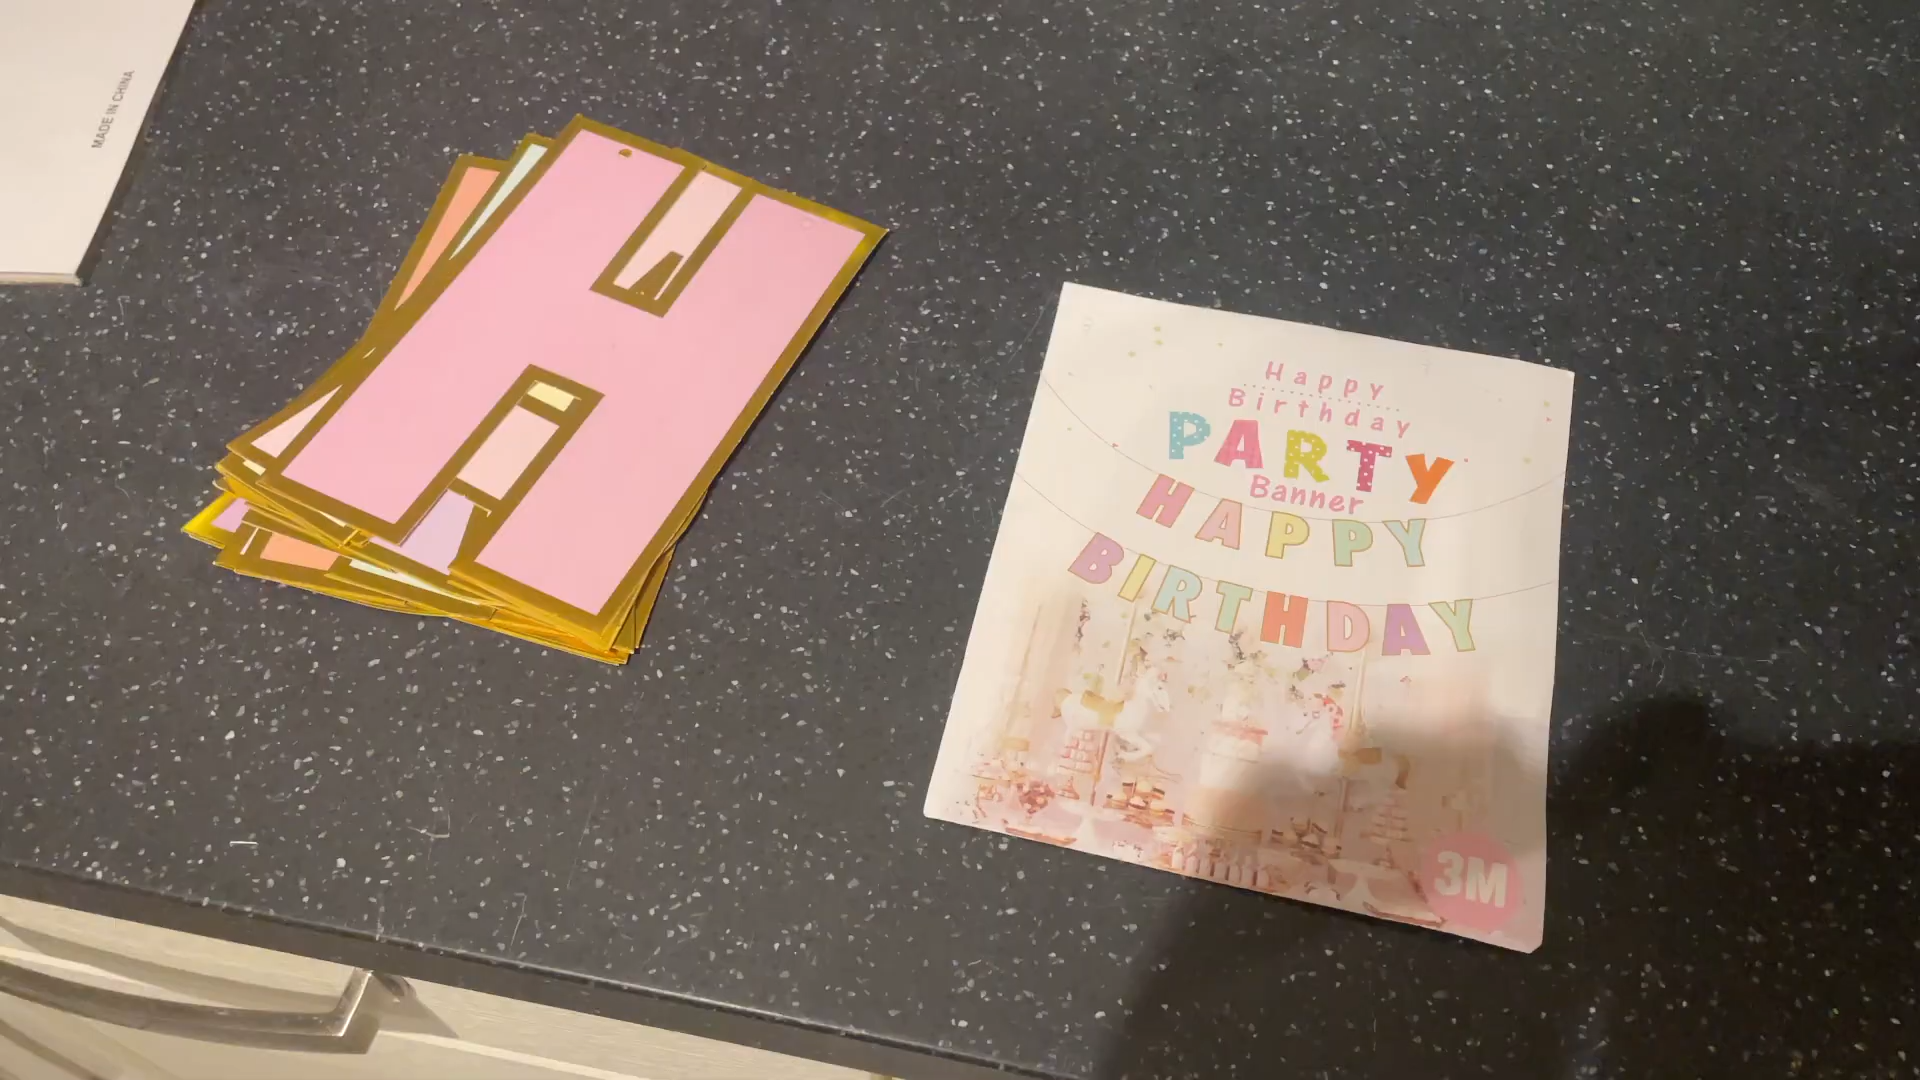 MADE IN CHINA
H
Happy
Birthday
PARTY
Banner
HAPPY
BIRTHDAY
3M